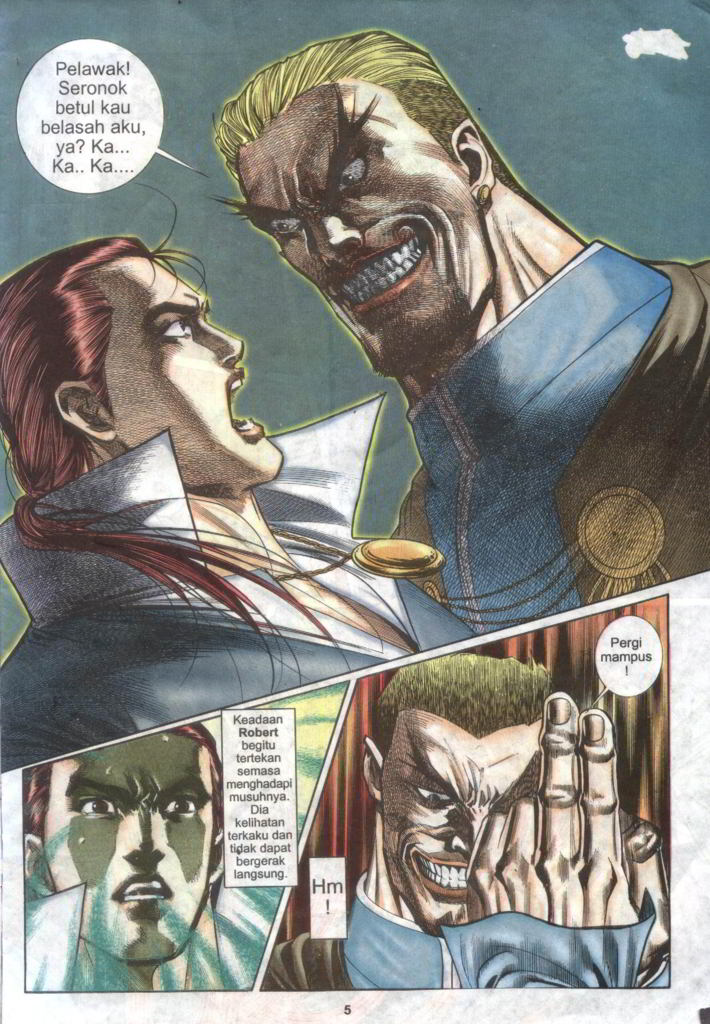 Pelawak!
Seronok
betul kau
belasah aku,
ya? Ka...
Ka.. Ka....
Pergi
mampus
!
Keadaan
Robert
begitu
tertekan
semasa
menghadapi
musuhnya.
Dia
kelihatan
terkaku dan
tidak dapat
bergerak
langsung.
Hm
!
5